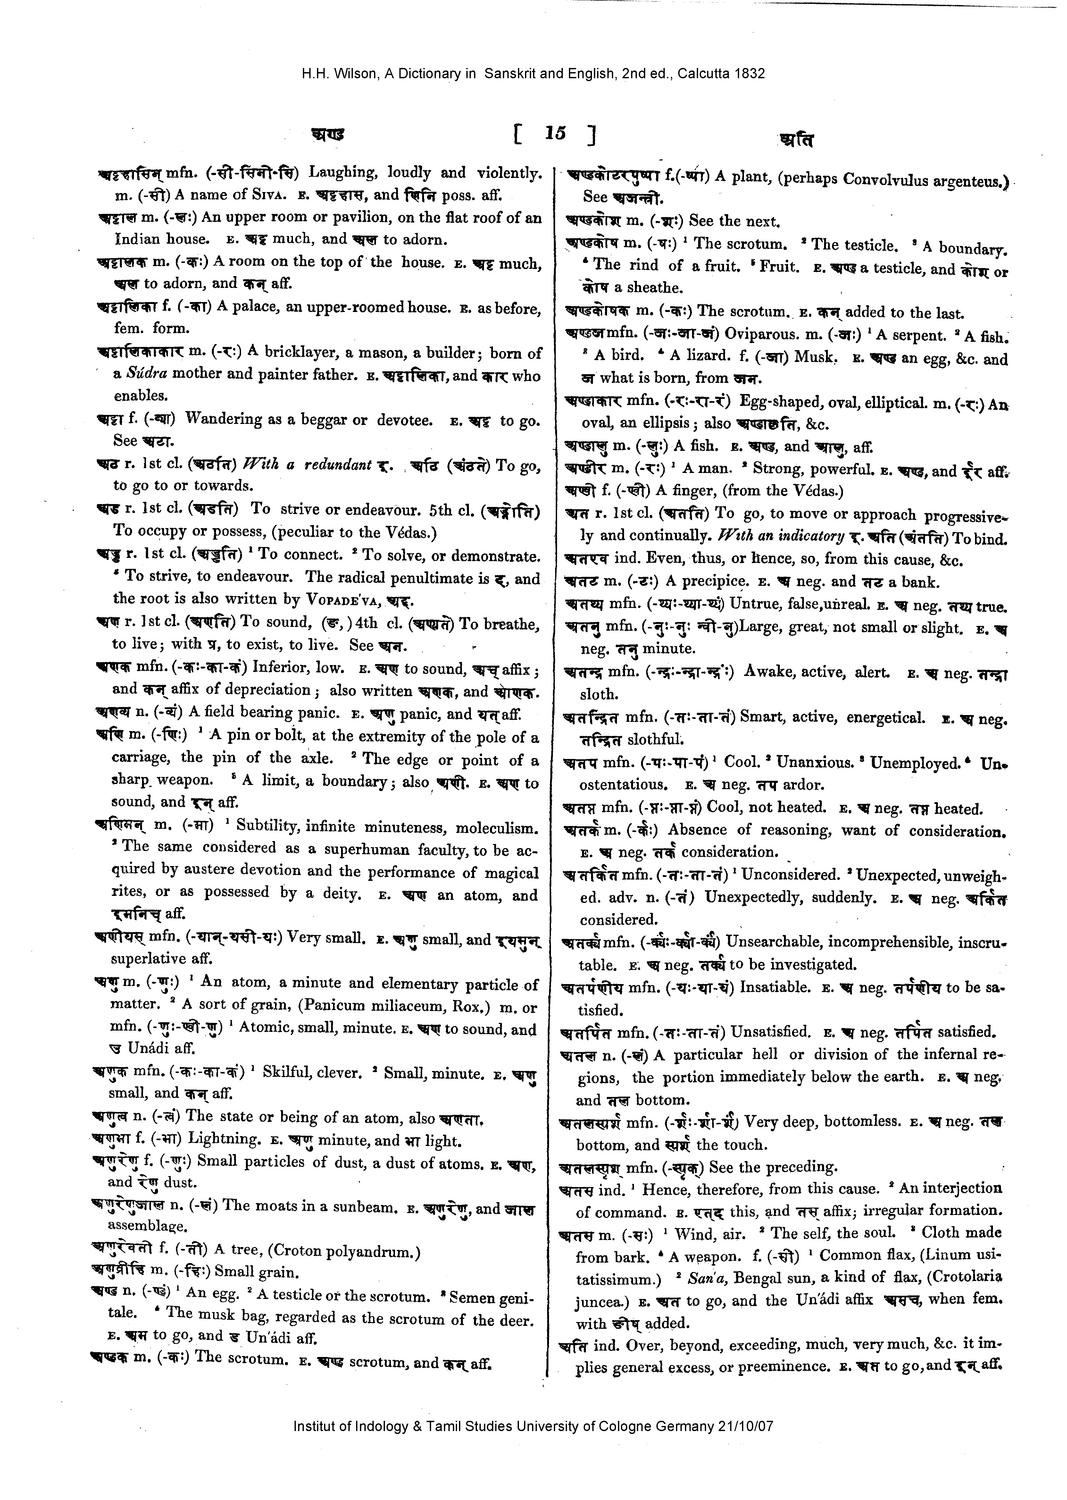 H.H. Wilson, A Dictionary in Sanskrit and English, 2nd ed., Calcutta 1832
अण्ड [ 15 ] अति
अट्टहासिन् mfn. (-सी-सिनी-सि) Laughing, loudly and violently.
m. (-सी) A name of SIVA. E. अट्टहास, and णिनि poss. aff.
अट्टाल m. (-लः) An upper room or pavilion, on the flat roof of an
Indian house. E. अट्ट much, and अल to adorn.
अट्टालक m. (-कः) A room on the top of the house. E. अट्ट much,
अल to adorn, and कन् aff.
अट्टालिका f. (-का) A palace, an upper-roomed house. E. as before,
fem. form.
अट्टालिकाकार m. (-रः) A bricklayer, a mason, a builder; born of
a Súdra mother and painter father. E. अट्टालिका, and कार who
enables.
अट्या f. (-ट्या) Wandering as a beggar or devotee. E. अट्ट to go.
See अटा.
अठ r. 1st cl. (अठति) With a redundant इ. अठि (अंठते) To go,
to go to or towards.
अड r. 1st cl. (अडति) To strive or endeavour. 5th cl. (अड्नोति)
To occupy or possess, (peculiar to the Védas.)
अड्ड r. 1st cl. (अड्डति) ¹ To connect. ² To solve, or demonstrate.
³ To strive, to endeavour. The radical penultimate is द्, and
the root is also written by VOPADE'VA, अद्ड.
अण r. 1st cl. (अणति) To sound, (ङ,) 4th cl. (अण्यते) To breathe,
to live; with प्र, to exist, to live. See अन.
अणक mfn. (-कः-का-कं) Inferior, low. E. अण to sound, अच् affix;
and कन् affix of depreciation; also written अणक, and आणक.
अणव्य n. (-व्यं) A field bearing panic. E. अणु panic, and यत् aff.
अणि m. (-णिः) ¹ A pin or bolt, at the extremity of the pole of a
carriage, the pin of the axle. ² The edge or point of a
sharp weapon. ³ A limit, a boundary; also अणी. E. अण to
sound, and इन् aff.
अणिमन् m. (-मा) ¹ Subtility, infinite minuteness, moleculism.
² The same considered as a superhuman faculty, to be ac-
quired by austere devotion and the performance of magical
rites, or as possessed by a deity. E. अण an atom, and
इमनिच् aff.
अणीयस् mfn. (-यान्-यसी-यः) Very small. E. अणु small, and इयसुन्
superlative aff.
अणु m. (-णुः) ¹ An atom, a minute and elementary particle of
matter. ² A sort of grain, (Panicum miliaceum, Rox.) m. or
mfn. (-णुः-ण्वी-णु) ¹ Atomic, small, minute. E. अण to sound, and
उ Unádi aff.
अणुक mfn. (-कः-का-कं) ¹ Skilful, clever. ² Small, minute. E. अणु
small, and कन् aff.
अणुत्व n. (-त्वं) The state or being of an atom, also अणुता.
अणुभा f. (-भा) Lightning. E. अणु minute, and भा light.
अणुरेणु f. (-णुः) Small particles of dust, a dust of atoms. E. अणु,
and रेणु dust.
अणुरेणुजाल n. (-लं) The moats in a sunbeam. E. अणुरेणु, and जाल
assemblage.
अणुरेवती f. (-ती) A tree, (Croton polyandrum.)
अणुव्रीहि m. (-हिः) Small grain.
अण्ड n. (-ण्डं) ¹ An egg. ² A testicle or the scrotum. ³ Semen geni-
tale. ⁴ The musk bag, regarded as the scrotum of the deer.
E. अम to go, and ड Un'ádi aff.
अण्डक m. (-कः) The scrotum. E. अण्ड scrotum, and कन् aff.
अण्डकोटरपुष्पा f.(-ष्पा) A plant, (perhaps Convolvulus argenteus.)
See अजान्त्री.
अण्डकोश m. (-शः) See the next.
अण्डकोष m. (-षः) ¹ The scrotum. ² The testicle. ³ A boundary.
⁴ The rind of a fruit. ⁵ Fruit. E. अण्ड a testicle, and कोश or
कोष a sheathe.
अण्डकोषक m. (-कः) The scrotum. E. कन् added to the last.
अण्डज mfn. (-जः-जा-जं) Oviparous. m. (-जः) ¹ A serpent. ² A fish.
³ A bird. ⁴ A lizard. f. (-जा) Musk. E. अण्ड an egg, &c. and
ज what is born, from जन.
अण्डाकार mfn. (-रः-रा-रं) Egg-shaped, oval, elliptical. m. (-रः) An
oval, an ellipsis; also अण्डाकृति, &c.
अण्डालु m. (-लुः) A fish. E. अण्ड, and आलु, aff.
अण्डीर m. (-रः) ¹ A man. ² Strong, powerful. E. अण्ड, and ईर aff.
अण्वी f. (-ण्वी) A finger, (from the Védas.)
अत r. 1st cl. (अतति) To go, to move or approach progressive-
ly and continually. With an indicatory इ. अति (अंतति) To bind.
अतएव ind. Even, thus, or hence, so, from this cause, &c.
अतट m. (-टः) A precipice. E. अ neg. and तट a bank.
अतथ्य mfn. (-थ्यः-थ्या-थ्यं) Untrue, false, unreal. E. अ neg. तथ्य true.
अतनु mfn. (-नुः-नुः न्वी-नु) Large, great, not small or slight. E. अ
neg. तनु minute.
अतन्द्र mfn. (-न्द्रः-न्द्रा-न्द्रं) Awake, active, alert. E. अ neg. तन्द्रा
sloth.
अतन्द्रित mfn. (-तः-ता-तं) Smart, active, energetical. E. अ neg.
तन्द्रित slothful.
अतप mfn. (-पः-पा-पं) ¹ Cool. ² Unanxious. ³ Unemployed. ⁴ Un-
ostentatious. E. अ neg. तप ardor.
अतप्त mfn. (-प्तः-प्ता-प्तं) Cool, not heated. E. अ neg. तप्त heated.
अतर्क m. (-र्कः) Absence of reasoning, want of consideration.
E. अ neg. तर्क consideration.
अतर्कित mfn. (-तः-ता-तं) ¹ Unconsidered. ² Unexpected, unweigh-
ed. adv. n. (-तं) Unexpectedly, suddenly. E. अ neg. तर्कित
considered.
अतर्क्य mfn. (-र्क्यः-र्क्या-र्क्यं) Unsearchable, incomprehensible, inscru-
table. E. अ neg. तर्क्य to be investigated.
अतर्पणीय mfn. (-यः-या-यं) Insatiable. E. अ neg. तर्पणीय to be sa-
tisfied.
अतर्पित mfn. (-तः-ता-तं) Unsatisfied. E. अ neg. तर्पित satisfied.
अतल n. (-लं) A particular hell or division of the infernal re-
gions, the portion immediately below the earth. E. अ neg.
and तल bottom.
अतलस्पर्श mfn. (-र्शः-र्शा-र्शं) Very deep, bottomless. E. अ neg. तल
bottom, and स्पर्श the touch.
अतलस्पृश् mfn. (-स्पृक्) See the preceding.
अतस् ind. ¹ Hence, therefore, from this cause. ² An interjection
of command. E. एतद् this, and तस् affix; irregular formation.
अतस m. (-सः) ¹ Wind, air. ² The self, the soul. ³ Cloth made
from bark. ⁴ A weapon. f. (-सी) ¹ Common flax, (Linum usi-
tatissimum.) ² San'a, Bengal sun, a kind of flax, (Crotolaria
juncea.) E. अत to go, and the Un'ádi affix असच्, when fem.
with ङीष् added.
अति ind. Over, beyond, exceeding, much, very much, &c. it im-
plies general excess, or preeminence. E. अत to go, and इन् aff.
Institut of Indology & Tamil Studies University of Cologne Germany 21/10/07